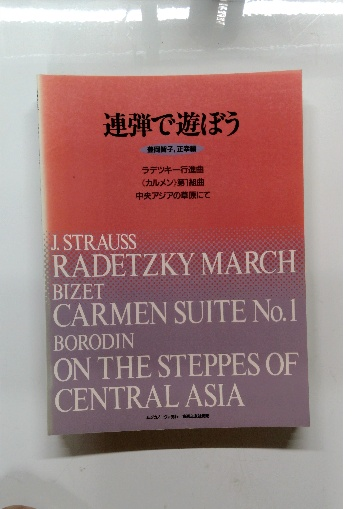 連弾で遊ぼう
ラデツキー行進曲
〈カルメン〉第1組曲
中央アジアの草原にて
J. STRAUSS
RADETZKY MARCH
BIZET
CARMEN SUITE No.1
BORODIN
ON THE STEPPES OF
CENTRAL ASIA